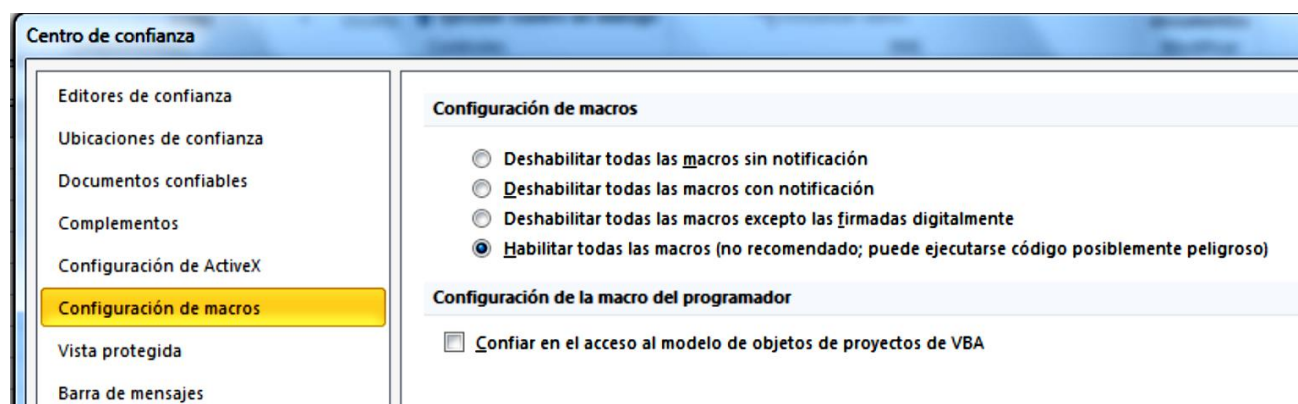 Centro de confianza
Editores de confianza
Ubicaciones de confianza
Documentos confiables
Complementos
Configuración de ActiveX
Configuración de macros
Vista protegida
Barra de mensajes
Configuración de macros
Deshabilitar todas las macros sin notificación
Deshabilitar todas las macros con notificación
Deshabilitar todas las macros excepto las firmadas digitalmente
Habilitar todas las macros (no recomendado; puede ejecutarse código posiblemente peligroso)
Configuración de la macro del programador
Confiar en el acceso al modelo de objetos de proyectos de VBA